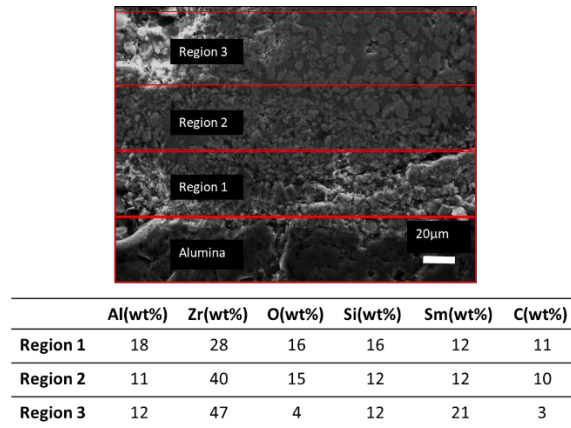 Region 3
Region 2
Region 1
20µm
Alumina
Al(wt%) Zr(wt%) O(wt%) Si(wt%) Sm(wt%) C(wt%)
Region 1 18 28 16 16 12 11
Region 2 11 40 15 12 12 10
Region 3 12 47 4 12 21 3